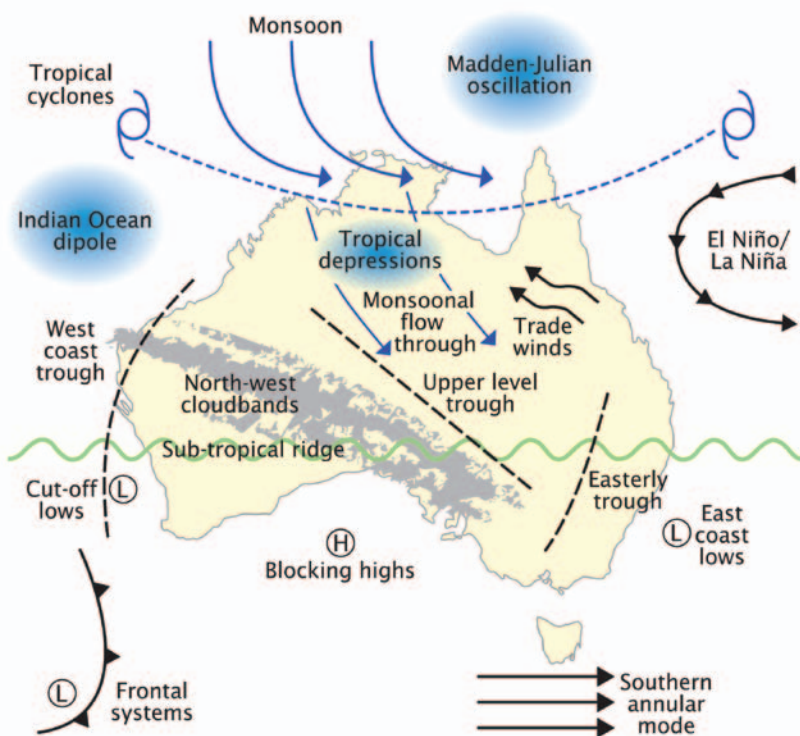 Monsoon
Madden-Julian
oscillation
Tropical
cyclones
Indian Ocean
dipole
Tropical
depressions
El Niño/
La Niña
Monsoonal
flow
through
Trade
winds
West
coast
trough
North-west
cloudbands
Upper level
trough
Sub-tropical ridge
Cut-off
lows
L
Easterly
trough
L
East
coast
lows
H
Blocking highs
L
Frontal
systems
Southern
annular
mode